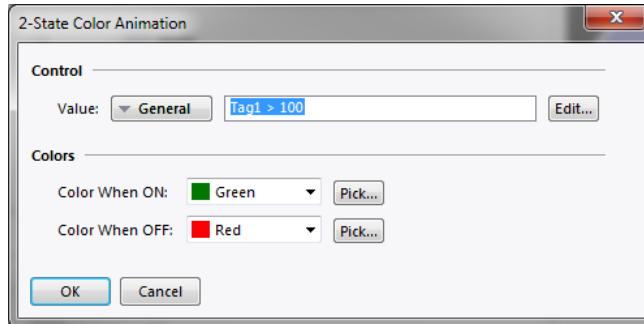 2-State Color Animation
Control
Value: General Tag1 > 100 Edit...
Colors
Color When ON: Green Pick...
Color When OFF: Red Pick...
OK Cancel